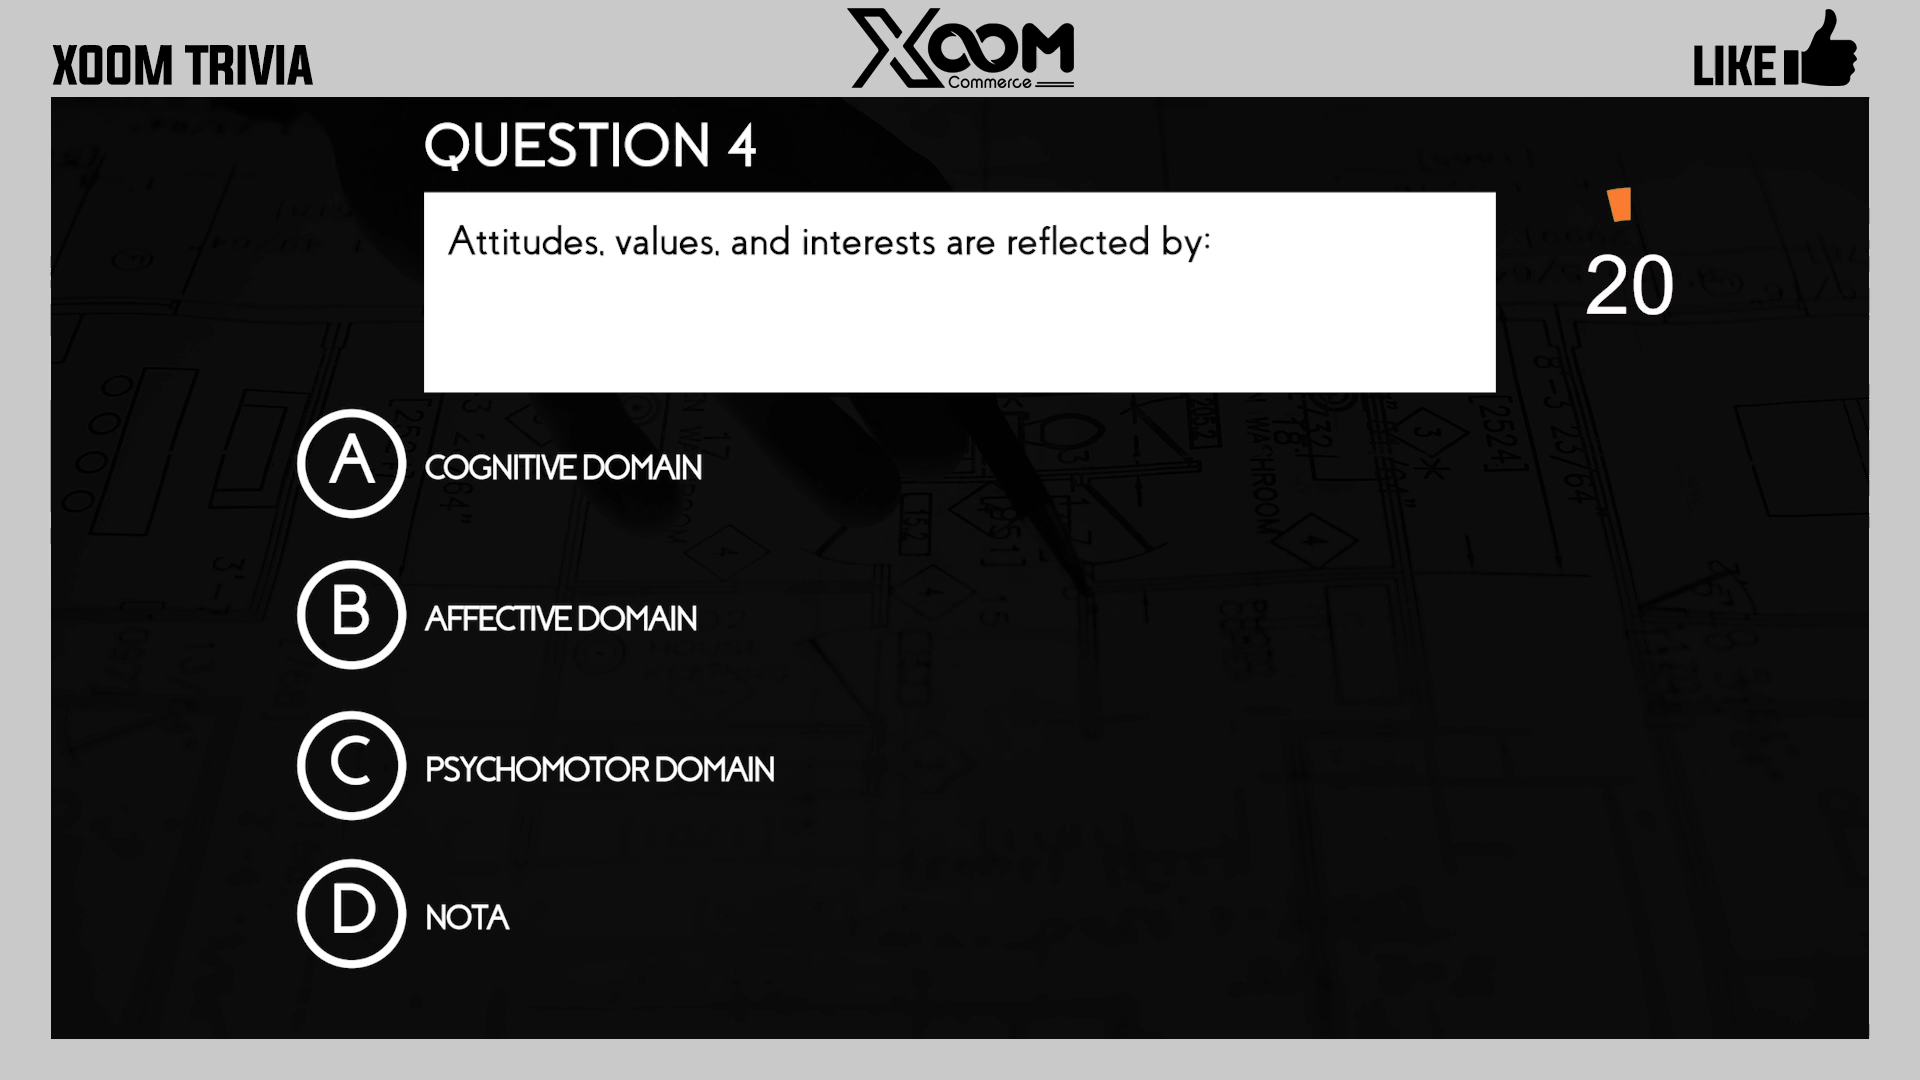 XOOM TRIVIA
XOOM
Commerce
LIKE
QUESTION 4
Attitudes, values, and interests are reflected by:
20
A
COGNITIVE DOMAIN
B
AFFECTIVE DOMAIN
C
PSYCHOMOTOR DOMAIN
D
NOTA